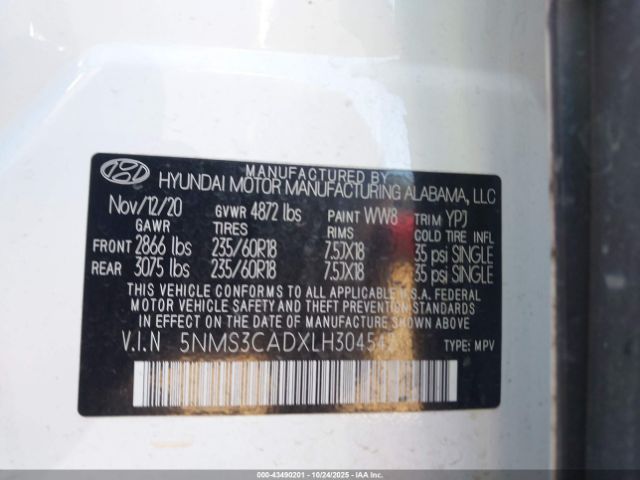 MANUFACTURED BY
HYUNDAI MOTOR MANUFACTURING ALABAMA, LLC
Nov/12/20 GVWR 4872 lbs PAINT WW8 TRIM YPJ
GAWR TIRES RIMS COLD TIRE INFL
FRONT 2866 lbs 235/60R18 7.5JX18 35 psi SINGLE
REAR 3075 lbs 235/60R18 7.5JX18 35 psi SINGLE
THIS VEHICLE CONFORMS TO ALL APPLICABLE U.S.A. FEDERAL
MOTOR VEHICLE SAFETY AND THEFT PREVENTION STANDARDS
IN EFFECT ON THE DATE OF MANUFACTURE SHOWN ABOVE
V.I.N TYPE: MPV
000-43490201 • 10/24/2025 • COPYRIGHT IAA, LLC